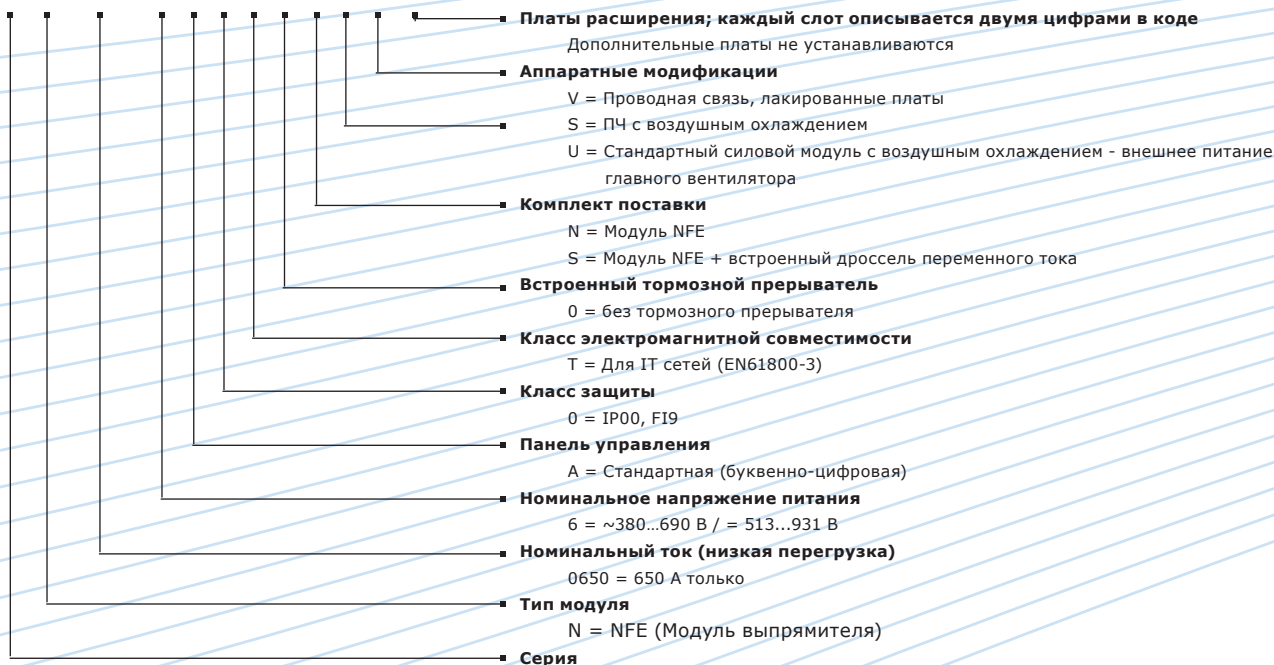 Платы расширения; каждый слот описывается двумя цифрами в коде
Дополнительные платы не устанавливаются
Аппаратные модификации
V = Проводная связь, лакированные платы
S = ПЧ с воздушным охлаждением
U = Стандартный силовой модуль с воздушным охлаждением - внешнее питание
главного вентилятора
Комплект поставки
N = Модуль NFE
S = Модуль NFE + встроенный дроссель переменного тока
Встроенный тормозной прерыватель
0 = без тормозного прерывателя
Класс электромагнитной совместимости
T = Для IT сетей (EN61800-3)
Класс защиты
0 = IP00, FI9
Панель управления
A = Стандартная (буквенно-цифровая)
Номинальное напряжение питания
6 = ~380...690 В / = 513...931 В
Номинальный ток (низкая перегрузка)
0650 = 650 А только
Тип модуля
N = NFE (Модуль выпрямителя)
Серия